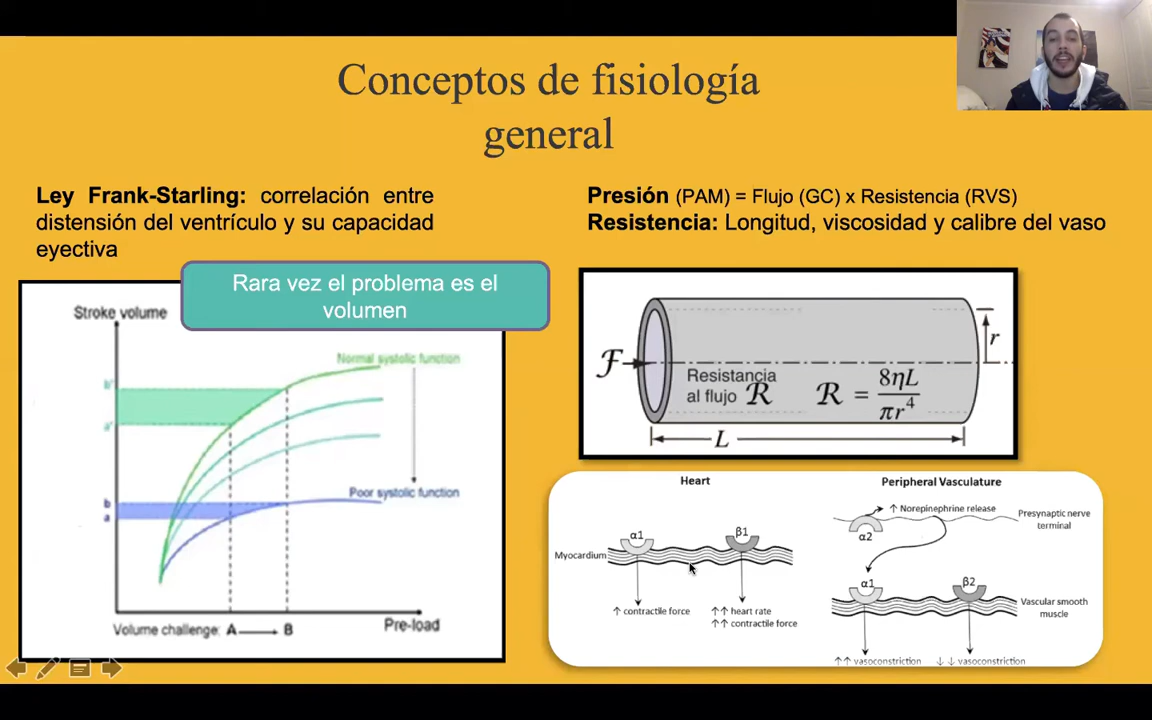 Conceptos de fisiología
general
Ley Frank-Starling: correlación entre
distensión del ventrículo y su capacidad
eyectiva
Rara vez el problema es el
volumen
Stroke volume
Normal systolic function
b'
a'
Poor systolic function
b
a
Volume challenge: A B
Pre-load
Presión (PAM) = Flujo (GC) x Resistencia (RVS)
Resistencia: Longitud, viscosidad y calibre del vaso
F
r
Resistancia
al flujo R
R = 8ηL / πr⁴
L
Heart
α1
β1
Myocardium
↑ contractile force
↑↑ heart rate
↑↑ contractile force
Peripheral Vasculature
↑ Norepinephrine release
Presynaptic nerve
terminal
α2
α1
β2
Vascular smooth
muscle
↑↑ vasoconstriction
↓ ↓ vasoconstriction